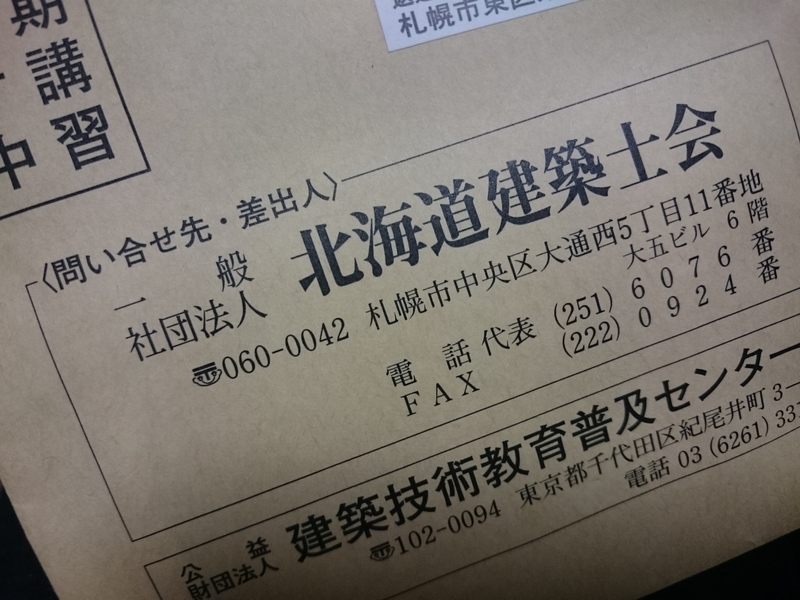 期
講
中習
札幌市東区
〈問い合せ先・差出人〉
一般
社団法人 北海道建築士会
〠060-0042 札幌市中央区大通西5丁目11番地
大五ビル 6階
電話代表 (251) 6076番
FAX (222) 0924番
公益
財団法人 建築技術教育普及センター
〠102-0094 東京都千代田区紀尾井町3-
電話 03 (6261) 33